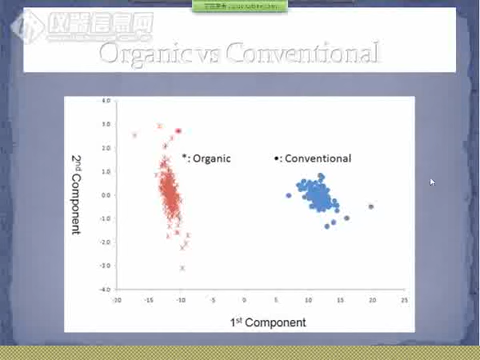 仪器信息网
Organic vs Conventional
4.0
3.0
2.0
1.0
0.0
-1.0
-2.0
-3.0
-4.0
2nd Component
*: Organic
•: Conventional
-20 -15 -10 -5 0 5 10 15 20 25
1st Component